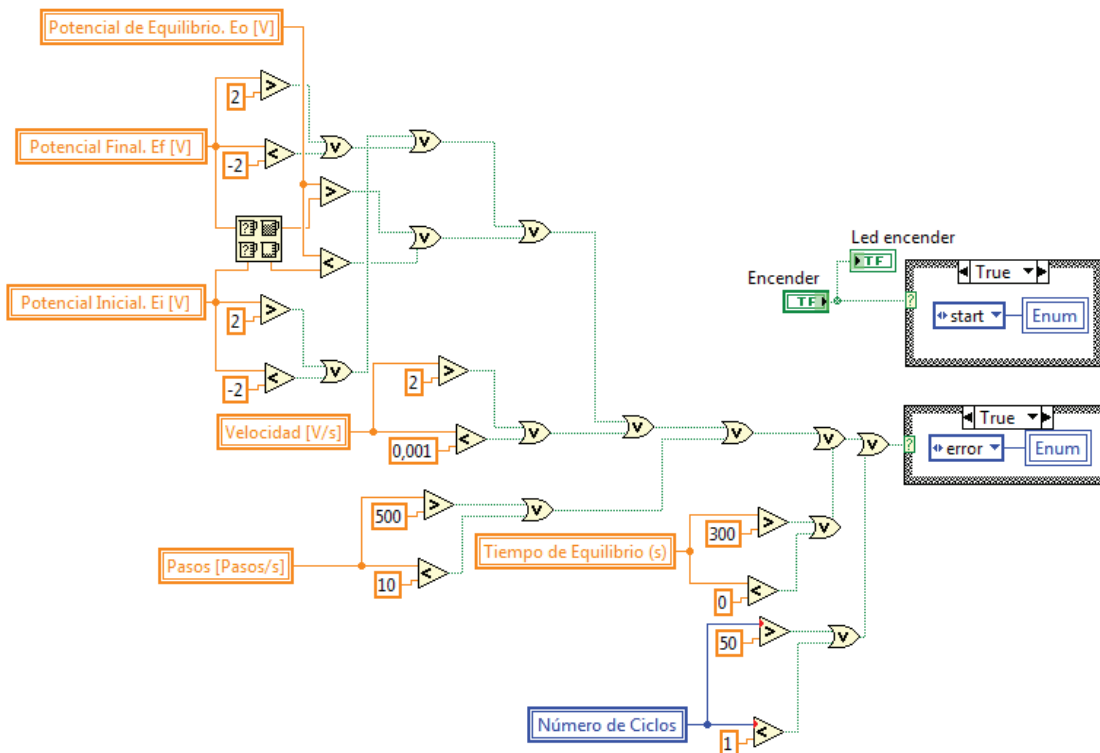 Potencial de Equilibrio. Eo [V]
>
2
Potencial Final. Ef [V]
<
-2
v
v
>
?
?
v
v
<
Potencial Inicial. Ei [V]
>
2
<
-2
v
>
2
Velocidad [V/s]
<
0,001
v
v
v
v
v
>
500
Pasos [Pasos/s]
<
10
v
Tiempo de Equilibrio (s)
>
300
<
0
v
>
50
v
Número de Ciclos
<
1
Led encender
TF
Encender
TF
True
?
start
Enum
True
?
error
Enum